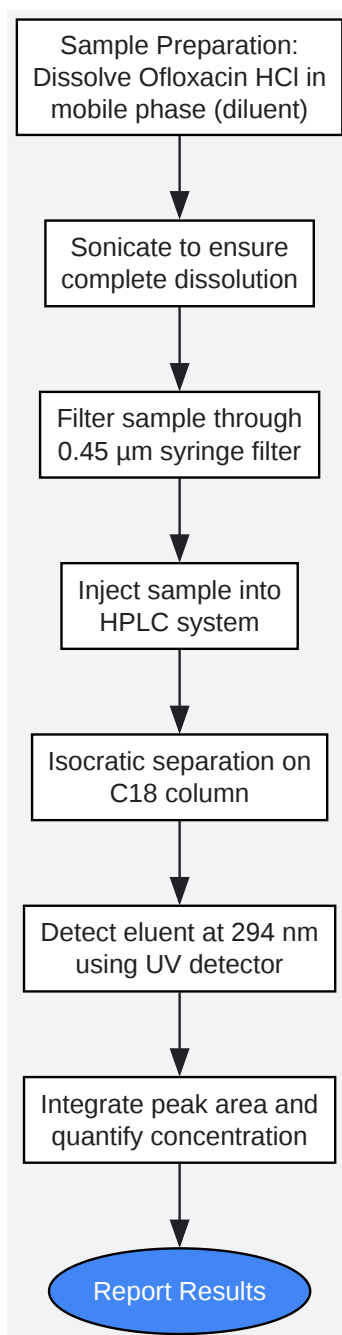 Sample Preparation:
Dissolve Ofloxacin HCl in
mobile phase (diluent)
Sonicate to ensure
complete dissolution
Filter sample through
0.45 µm syringe filter
Inject sample into
HPLC system
Isocratic separation on
C18 column
Detect eluent at 294 nm
using UV detector
Integrate peak area and
quantify concentration
Report Results